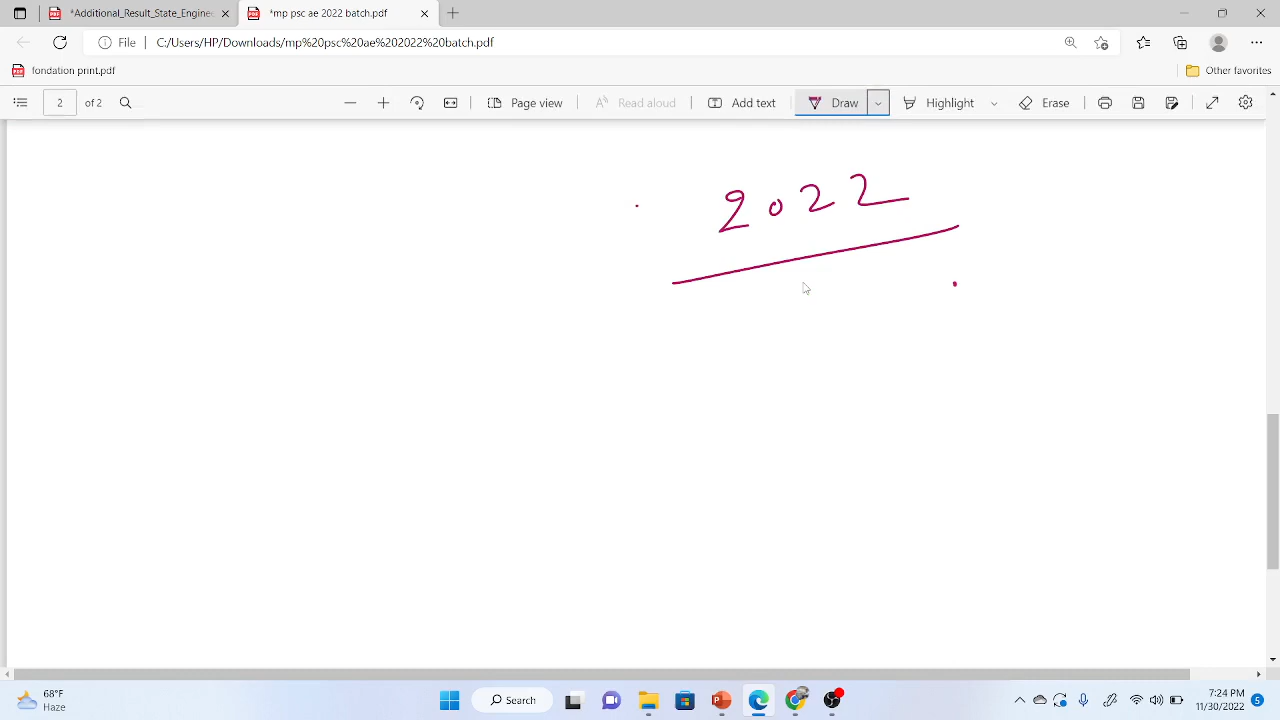 *Additional_Result_State_Engine
*mp psc ae 2022 batch.pdf
File C:/Users/HP/Downloads/mp%20psc%20ae%202022%20batch.pdf
fondation print.pdf
Other favorites
2 of 2
Page view
Read aloud
Add text
Draw
Highlight
Erase
2022
68°F
Haze
Search
7:24 PM
11/30/2022
5